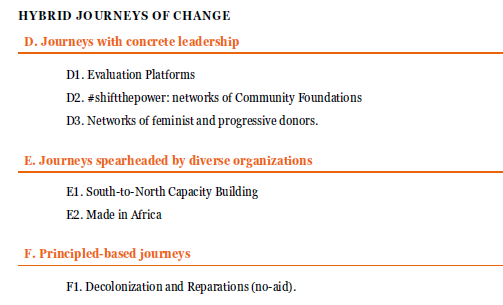 HYBRID JOURNEYS OF CHANGE
D. Journeys with concrete leadership
D1. Evaluation Platforms
D2. #shiftthepower: networks of Community Foundations
D3. Networks of feminist and progressive donors.
E. Journeys spearheaded by diverse organizations
E1. South-to-North Capacity Building
E2. Made in Africa
F. Principled-based journeys
F1. Decolonization and Reparations (no-aid).